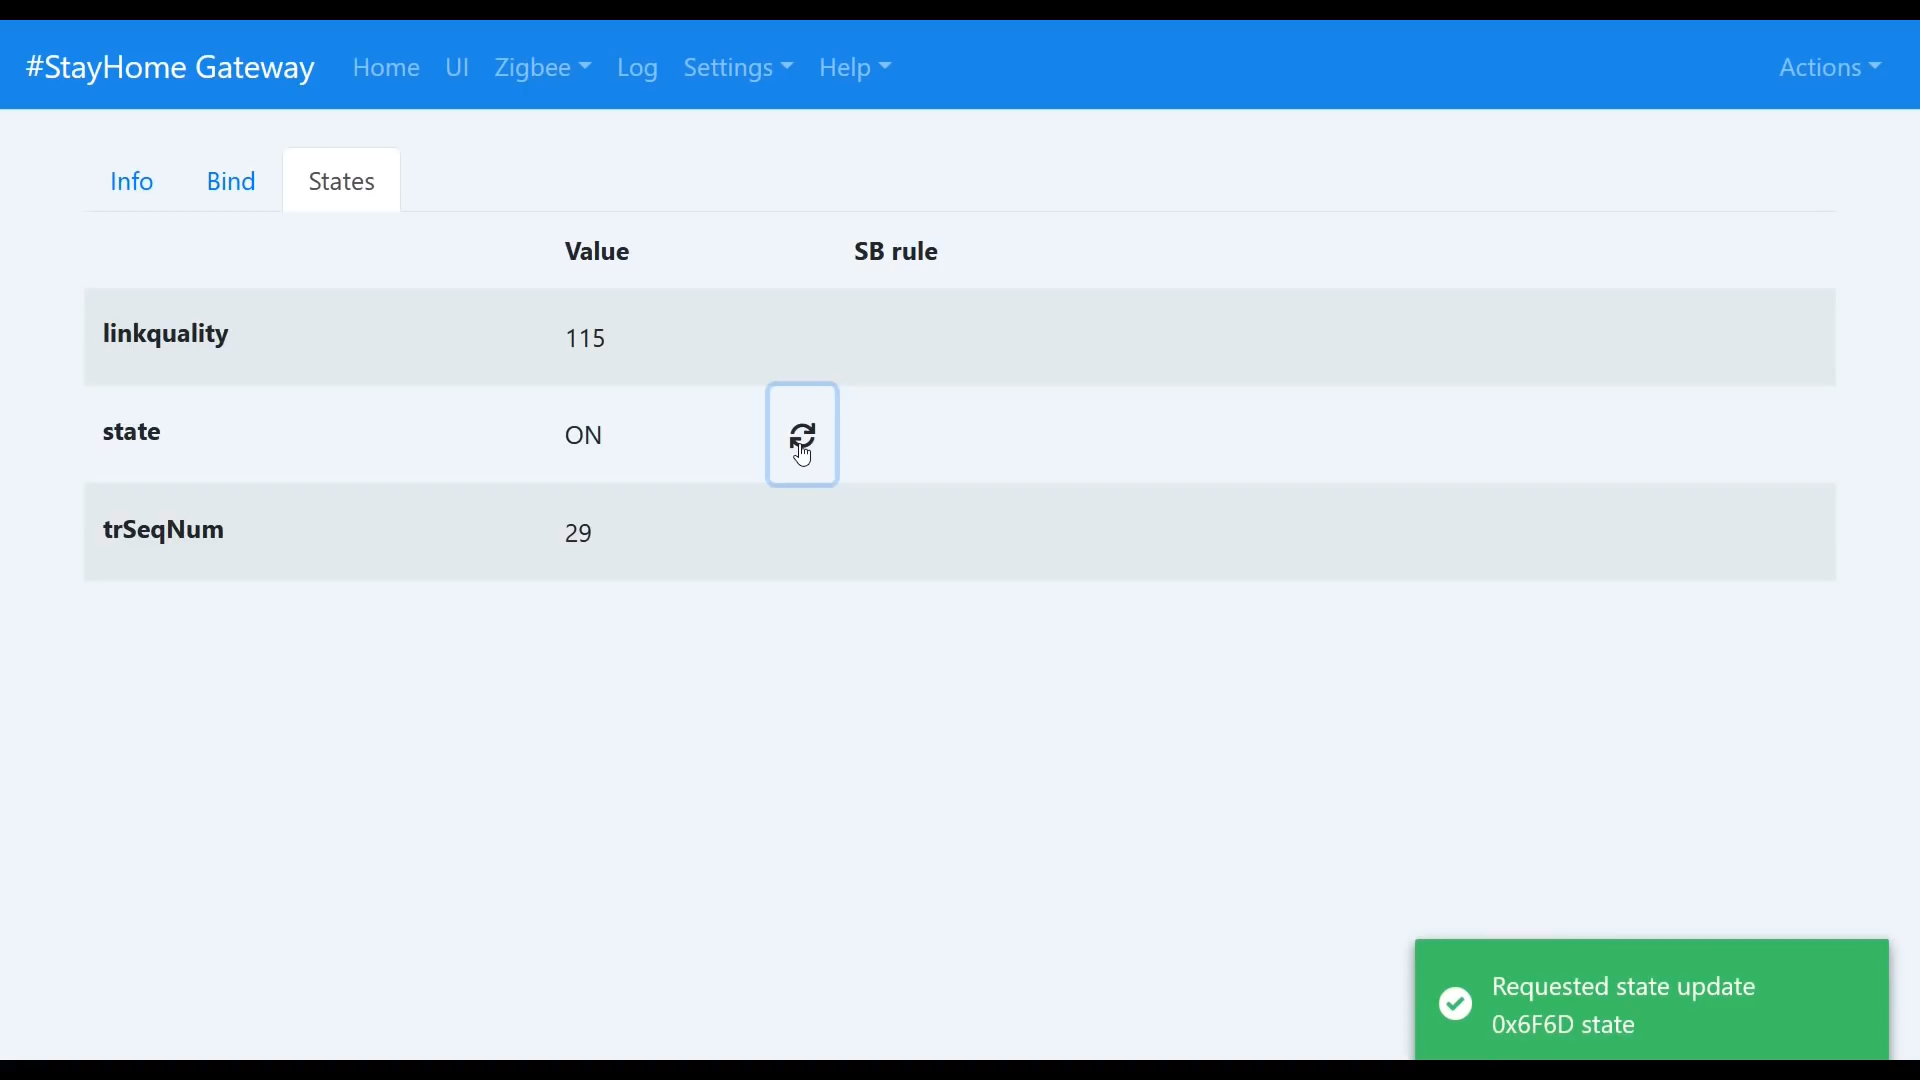 #StayHome Gateway Home UI Zigbee Log Settings Help Actions
Info Bind States
Value SB rule
linkquality 115
state ON
trSeqNum 29
Requested state update
0x6F6D state